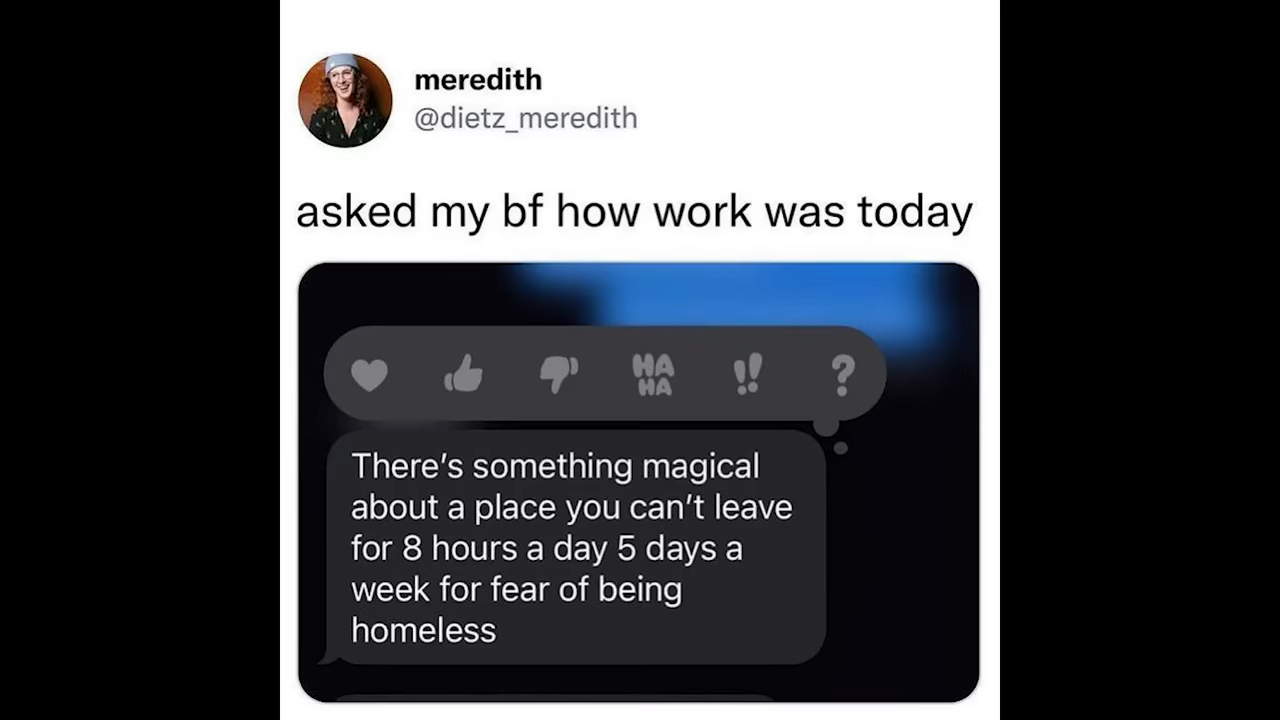 meredith
@dietz_meredith
asked my bf how work was today
HA
HA
!!
?
There’s something magical
about a place you can’t leave
for 8 hours a day 5 days a
week for fear of being
homeless